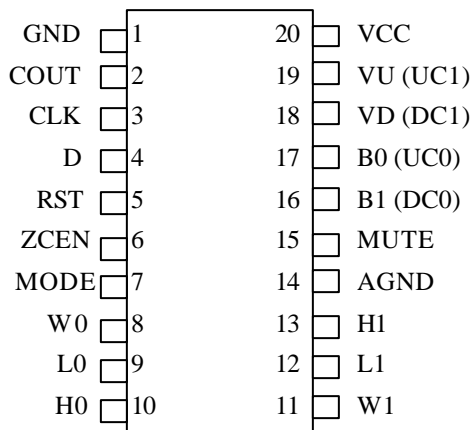 GND 1 20 VCC
COUT 2 19 VU (UC1)
CLK 3 18 VD (DC1)
D 4 17 B0 (UC0)
RST 5 16 B1 (DC0)
ZCEN 6 15 MUTE
MODE 7 14 AGND
W0 8 13 H1
L0 9 12 L1
H0 10 11 W1